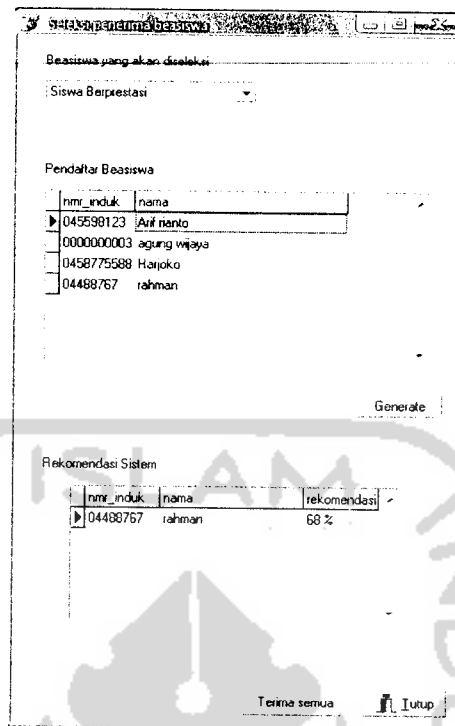 Seleksi penerima beasiswa
Beasiswa yang akan diseleksi
Siswa Berprestasi
Pendaftar Beasiswa
nmr_induk nama
045598123 Arif rianto
0000000003 agung wijaya
0458775588 Harjoko
04488767 rahman
Generate
ISLAM
Rekomendasi Sistem
nmr_induk nama rekomendasi
04488767 rahman 68 %
Terima semua Tutup